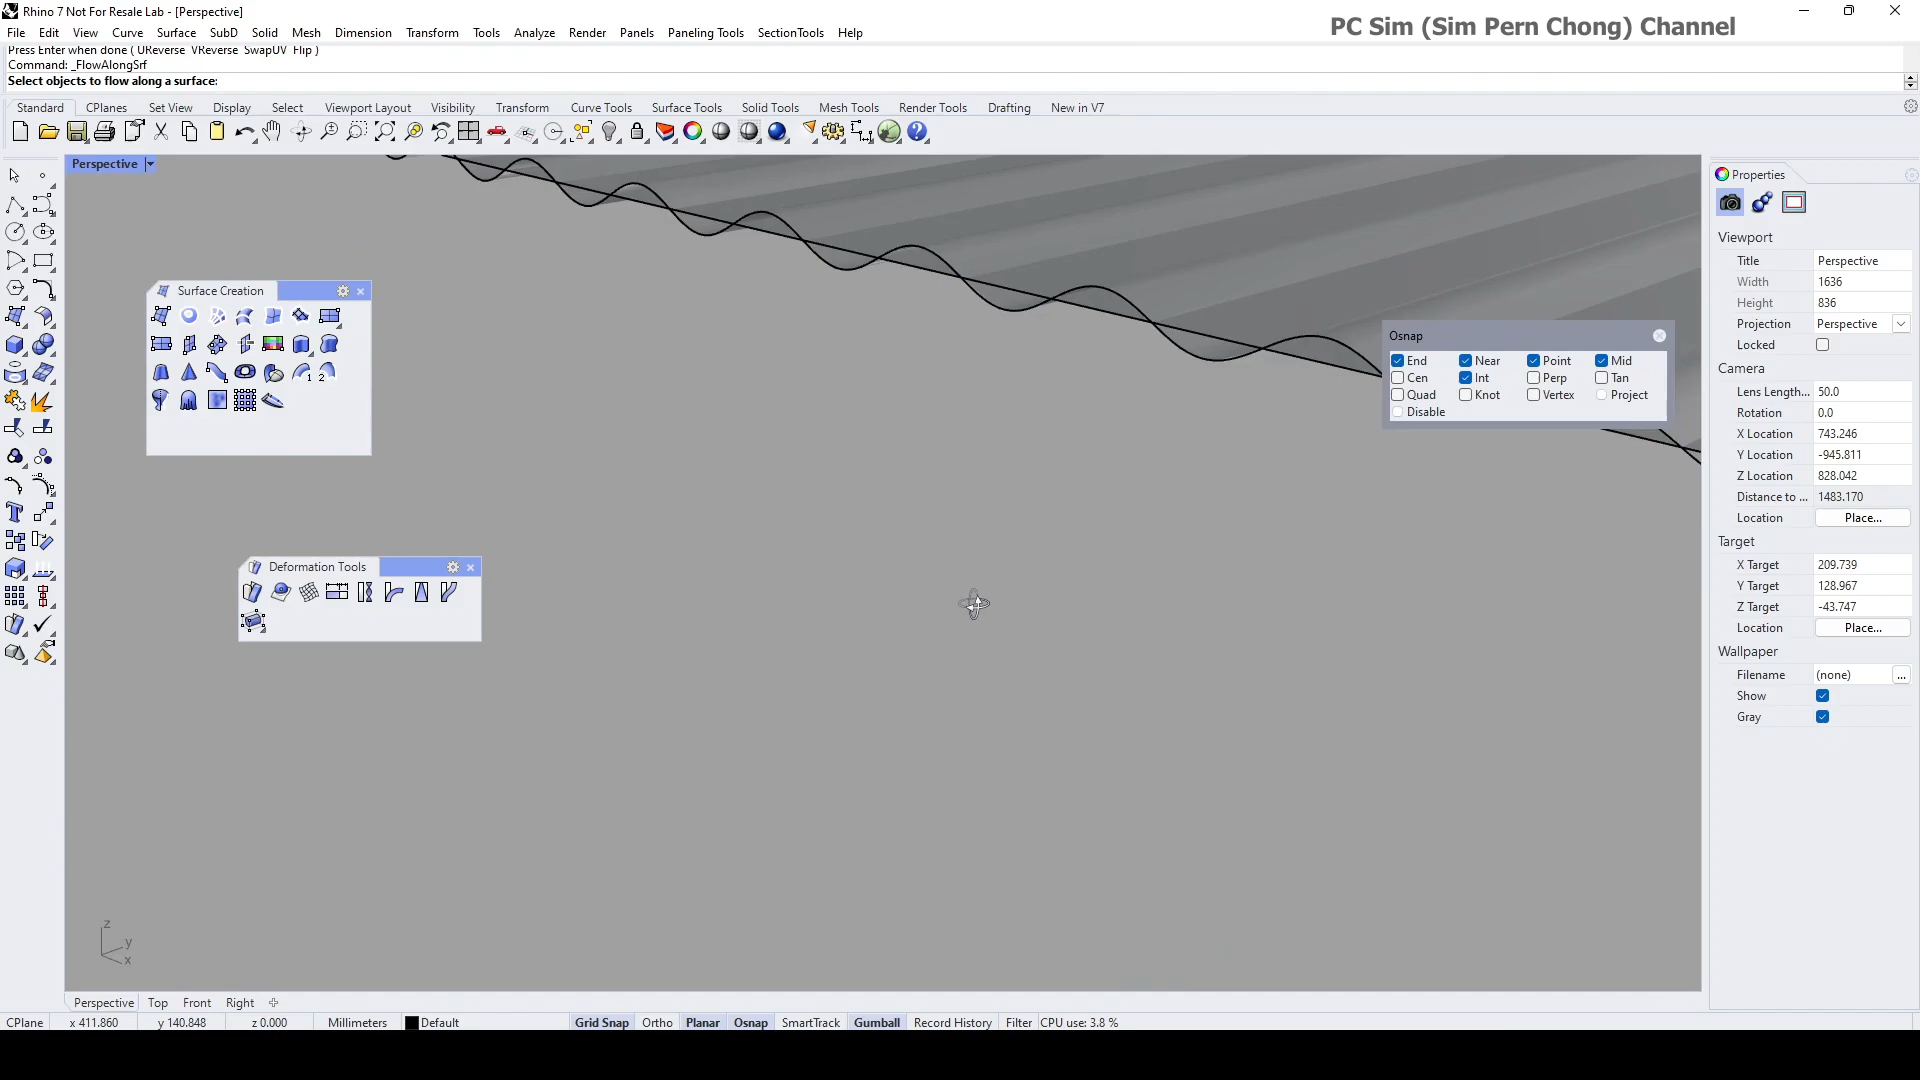 Rhino 7 Not For Resale Lab - [Perspective]
PC Sim (Sim Pern Chong) Channel
File Edit View Curve Surface SubD Solid Mesh Dimension Transform Tools Analyze Render Panels Paneling Tools SectionTools Help
Press Enter when done ( UReverse VReverse SwapUV Flip )
Command: _FlowAlongSrf
Select objects to flow along a surface:
Standard CPlanes Set View Display Select Viewport Layout Visibility Transform Curve Tools Surface Tools Solid Tools Mesh Tools Render Tools Drafting New in V7
Perspective
Properties
Viewport
Title Perspective
Width 1636
Height 836
Projection Perspective
Locked
Camera
Lens Length... 50.0
Rotation 0.0
X Location 743.246
Y Location -945.811
Z Location 828.042
Distance to ... 1483.170
Location Place...
Target
X Target 209.739
Y Target 128.967
Z Target -43.747
Location Place...
Wallpaper
Filename (none) ...
Show
Gray
Surface Creation
1 2
Osnap
End Near Point Mid
Cen Int Perp Tan
Quad Knot Vertex Project
Disable
Deformation Tools
z
y
x
Perspective Top Front Right
CPlane x 411.860 y 140.848 z 0.000 Millimeters Default Grid Snap Ortho Planar Osnap SmartTrack Gumball Record History Filter CPU use: 3.8 %